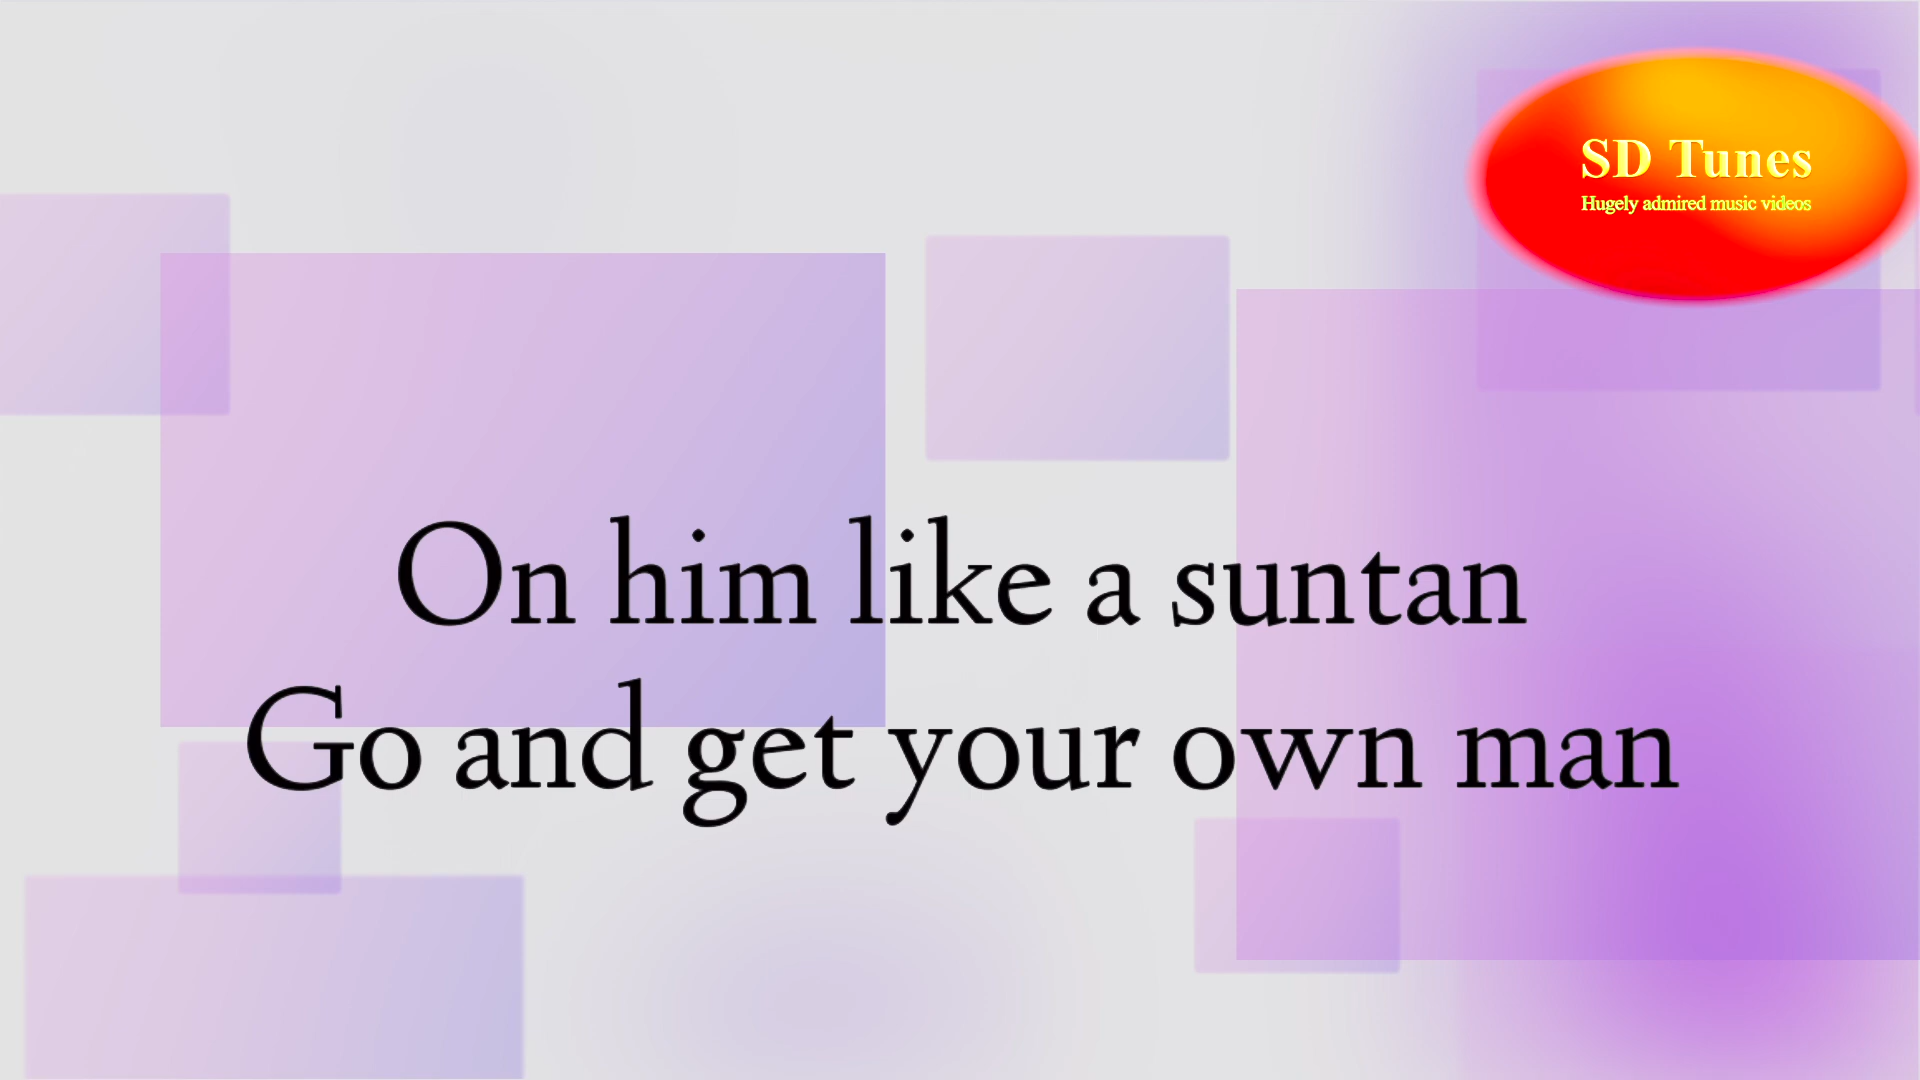 SD Tunes
Hugely admired music videos
On him like a suntan
Go and get your own man